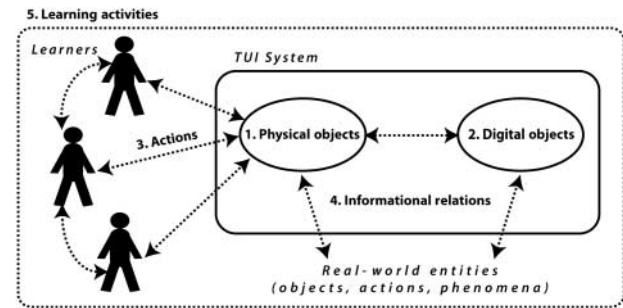 5. Learning activities
Learners
TUI System
3. Actions
1. Physical objects
2. Digital objects
4. Informational relations
Real-world entities
(objects, actions, phenomena)